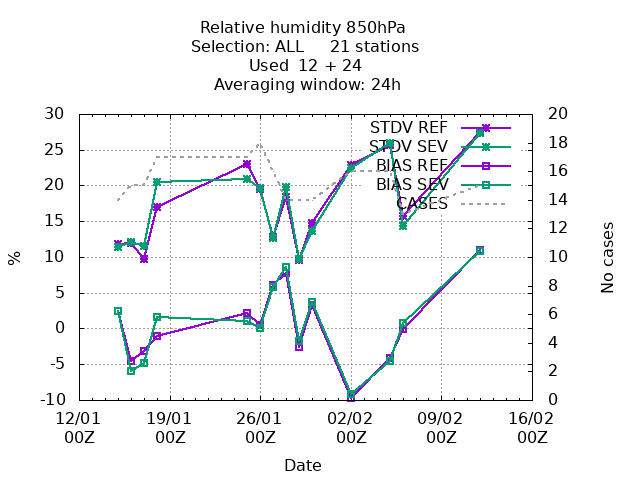 Relative humidity 850hPa
Selection: ALL 21 stations
Used 12 + 24
Averaging window: 24h
30 20
25 18
20 16
15 14
10 12
5 10
0 8
-5 6
-10 4
2
0
STDV REF
STDV SEV
BIAS REF
BIAS SEV
CASES
%
No cases
12/01 19/01 26/01 02/02 09/02 16/02
00Z 00Z 00Z 00Z 00Z 00Z
Date